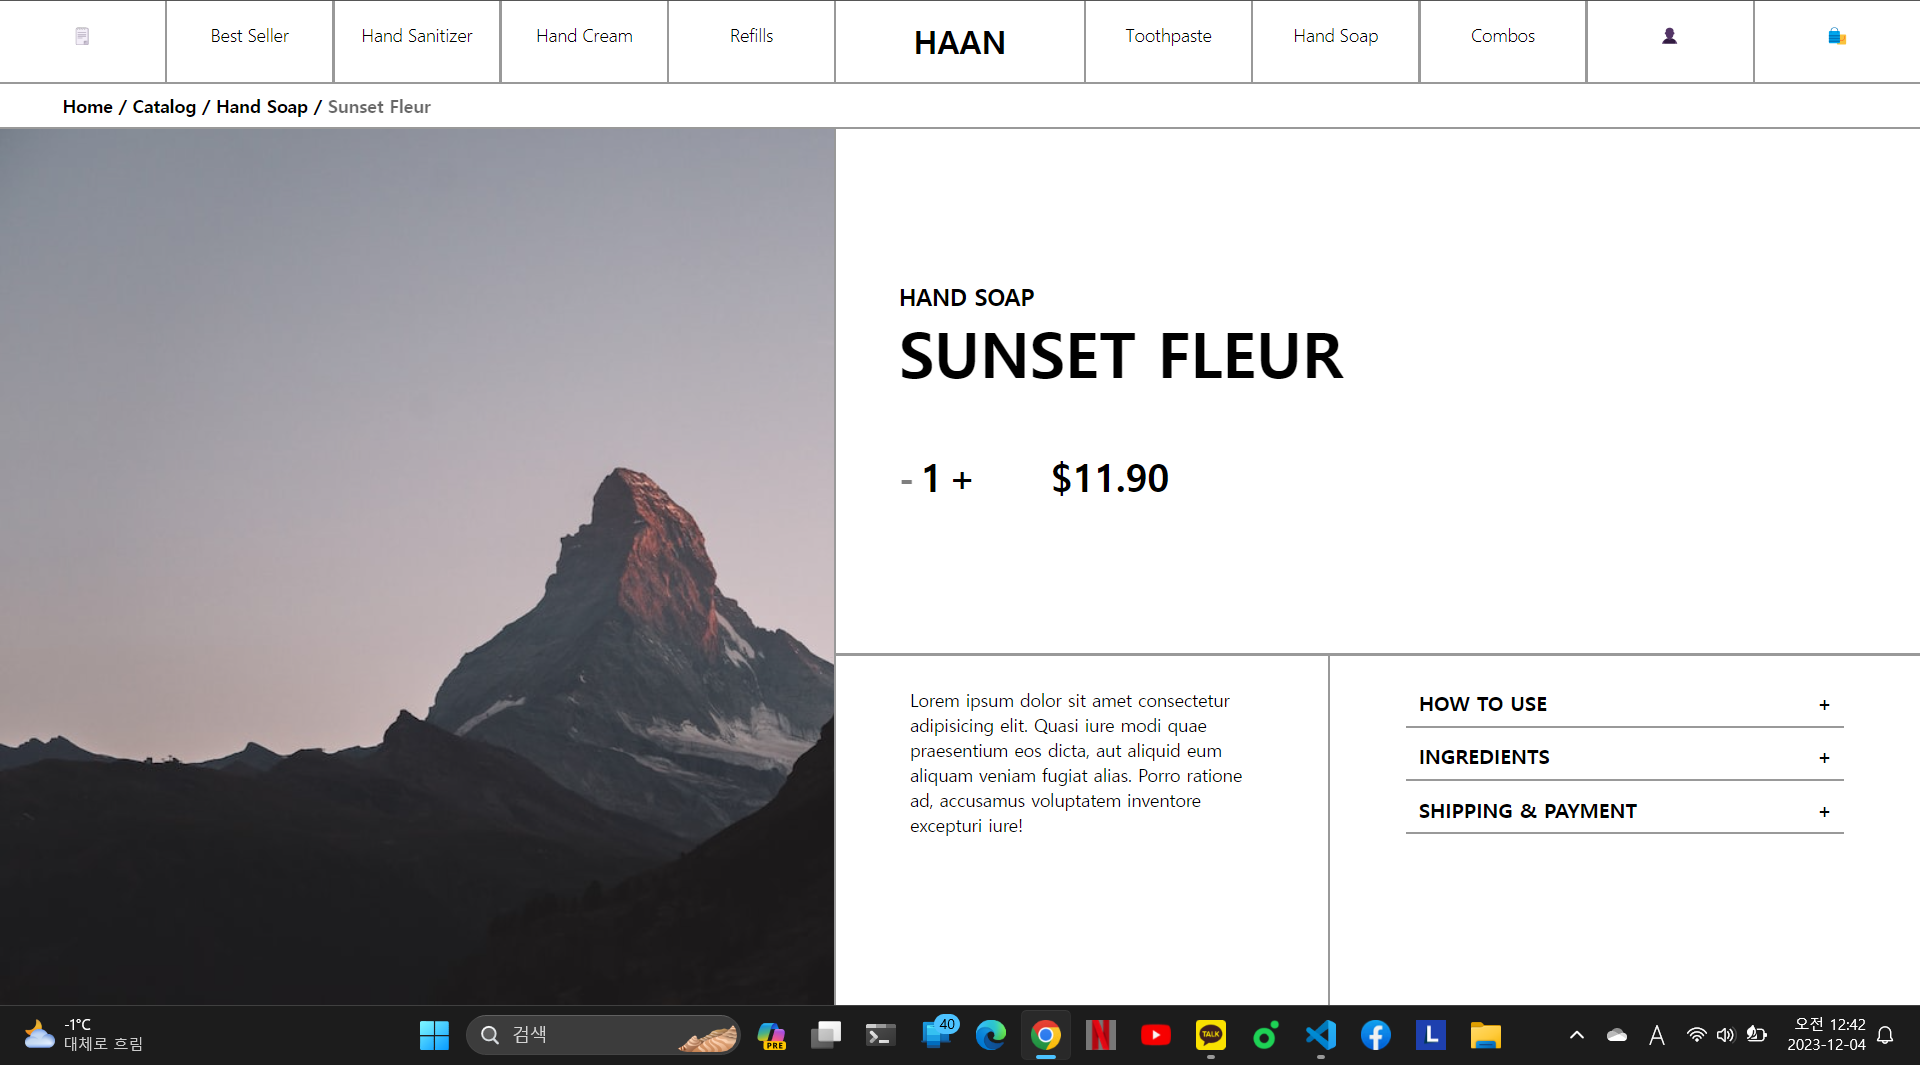 Best Seller
Hand Sanitizer
Hand Cream
Refills
HAAN
Toothpaste
Hand Soap
Combos
Home / Catalog / Hand Soap / Sunset Fleur
HAND SOAP
SUNSET FLEUR
- 1 +
$11.90
Lorem ipsum dolor sit amet consectetur
adipisicing elit. Quasi iure modi quae
praesentium eos dicta, aut aliquid eum
aliquam veniam fugiat alias. Porro ratione
ad, accusamus voluptatem inventore
excepturi iure!
HOW TO USE +
INGREDIENTS +
SHIPPING & PAYMENT +
-1°C
대체로 흐림
검색
PRE
40
N
TALK
L
A
오전 12:42
2023-12-04